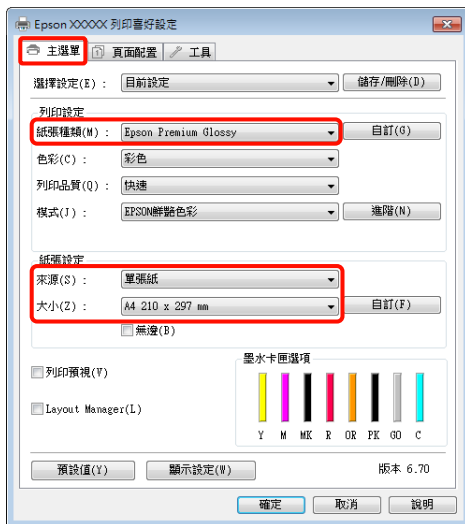 Epson XXXXX 列印喜好設定
主選單 頁面配置 工具
選擇設定(E)： 目前設定 儲存/刪除(D)
列印設定
紙張種類(M)： Epson Premium Glossy 自訂(G)
色彩(C)： 彩色
列印品質(Q)： 快速
模式(J)： EPSON鮮豔色彩 進階(N)
紙張設定
來源(S)： 單張紙
大小(Z)： A4 210 x 297 mm 自訂(F)
無邊(B)
墨水卡匣選項
列印預視(V)
Layout Manager(L)
Y M MK R OR PK GO C
預設值(Y) 顯示設定(W) 版本 6.70
確定 取消 說明